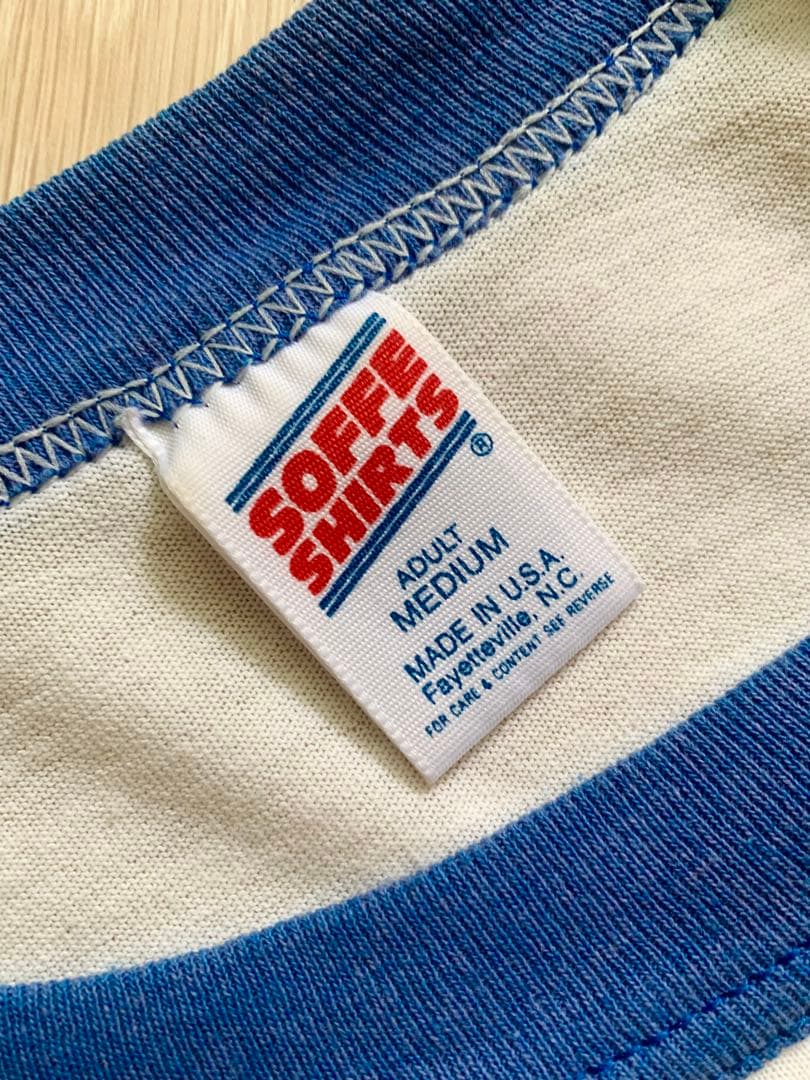 SOFFE
SHIRTS
®
ADULT
MEDIUM
MADE IN U.S.A.
Fayetteville, N.C.
FOR CARE & CONTENT SEE REVERSE